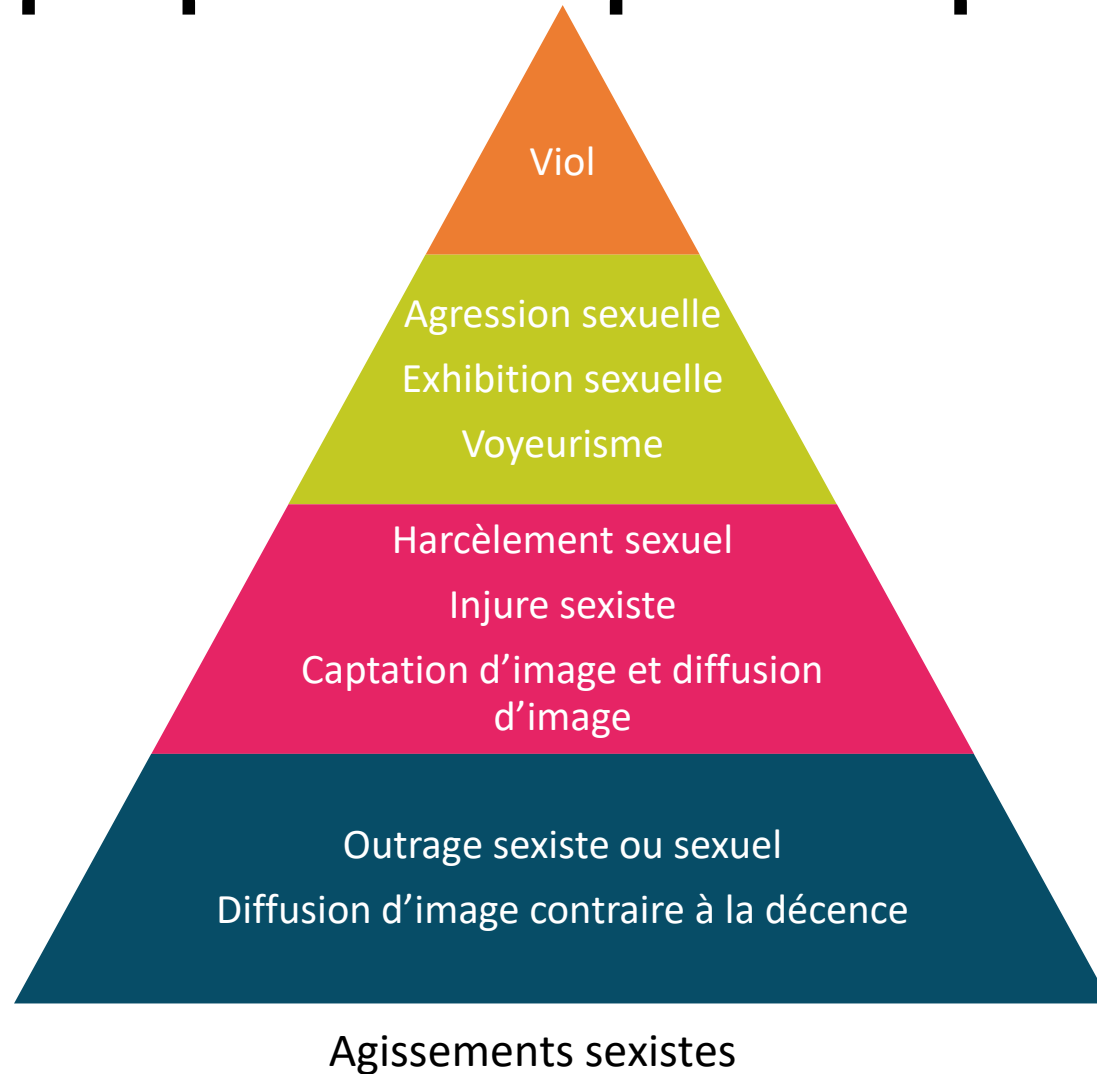 Viol
Agression sexuelle
Exhibition sexuelle
Voyeurisme
Harcèlement sexuel
Injure sexiste
Captation d’image et diffusion
d’image
Outrage sexiste ou sexuel
Diffusion d’image contraire à la décence
Agissements sexistes